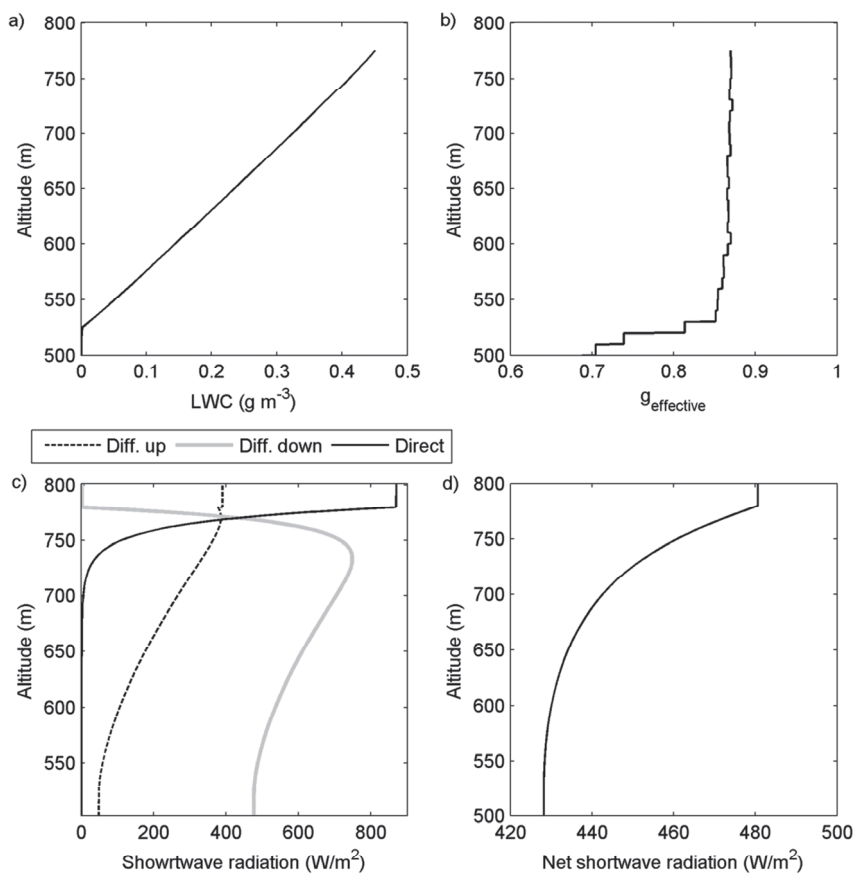 a)
800
750
700
650
600
550
500
Altitude (m)
0 0.1 0.2 0.3 0.4 0.5
LWC (g m-3)
b)
800
750
700
650
600
550
500
Altitude (m)
0.6 0.7 0.8 0.9 1
geffective
Diff. up Diff. down Direct
c)
800
750
700
650
600
550
Altitude (m)
0 200 400 600 800
Showrtwave radiation (W/m2)
d)
800
750
700
650
600
550
500
Altitude (m)
420 440 460 480 500
Net shortwave radiation (W/m2)